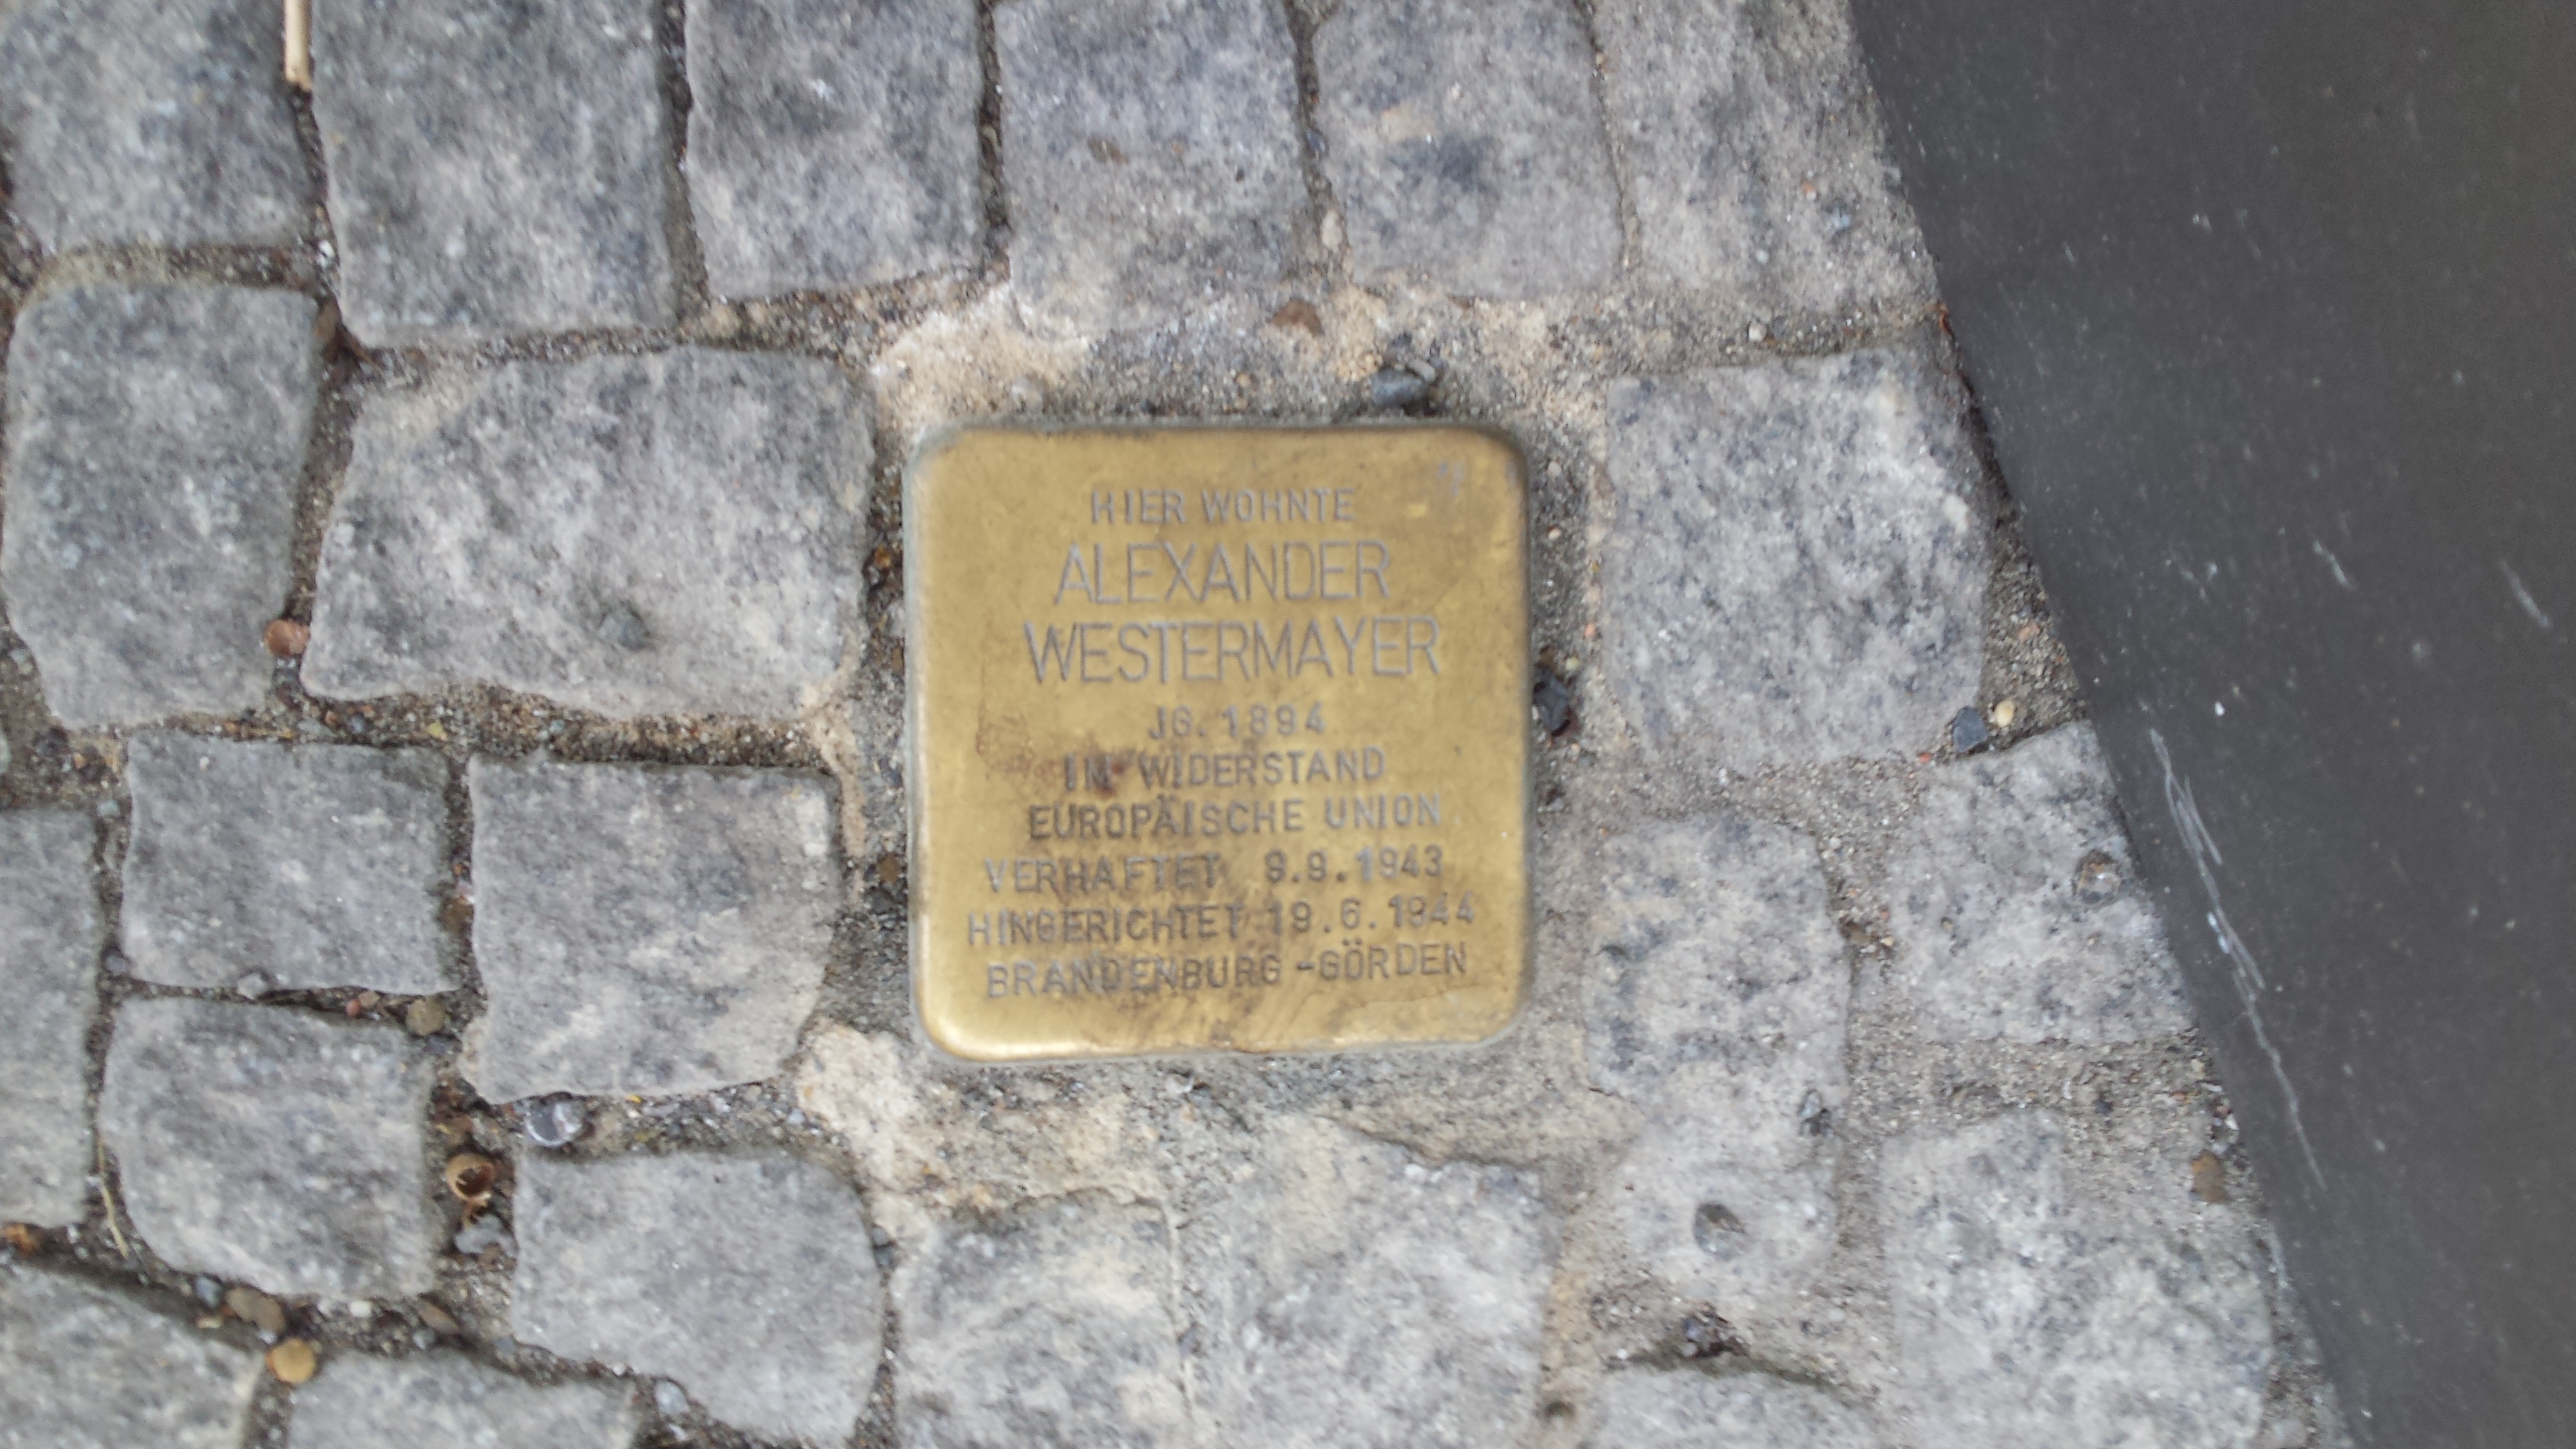 HIER WOHNTE
ALEXANDER
WESTERMAYER
JG. 1894
IM WIDERSTAND
EUROPÄISCHE UNION
VERHAFTET 9.9.1943
HINGERICHTET 19.6.1944
BRANDENBURG-GÖRDEN